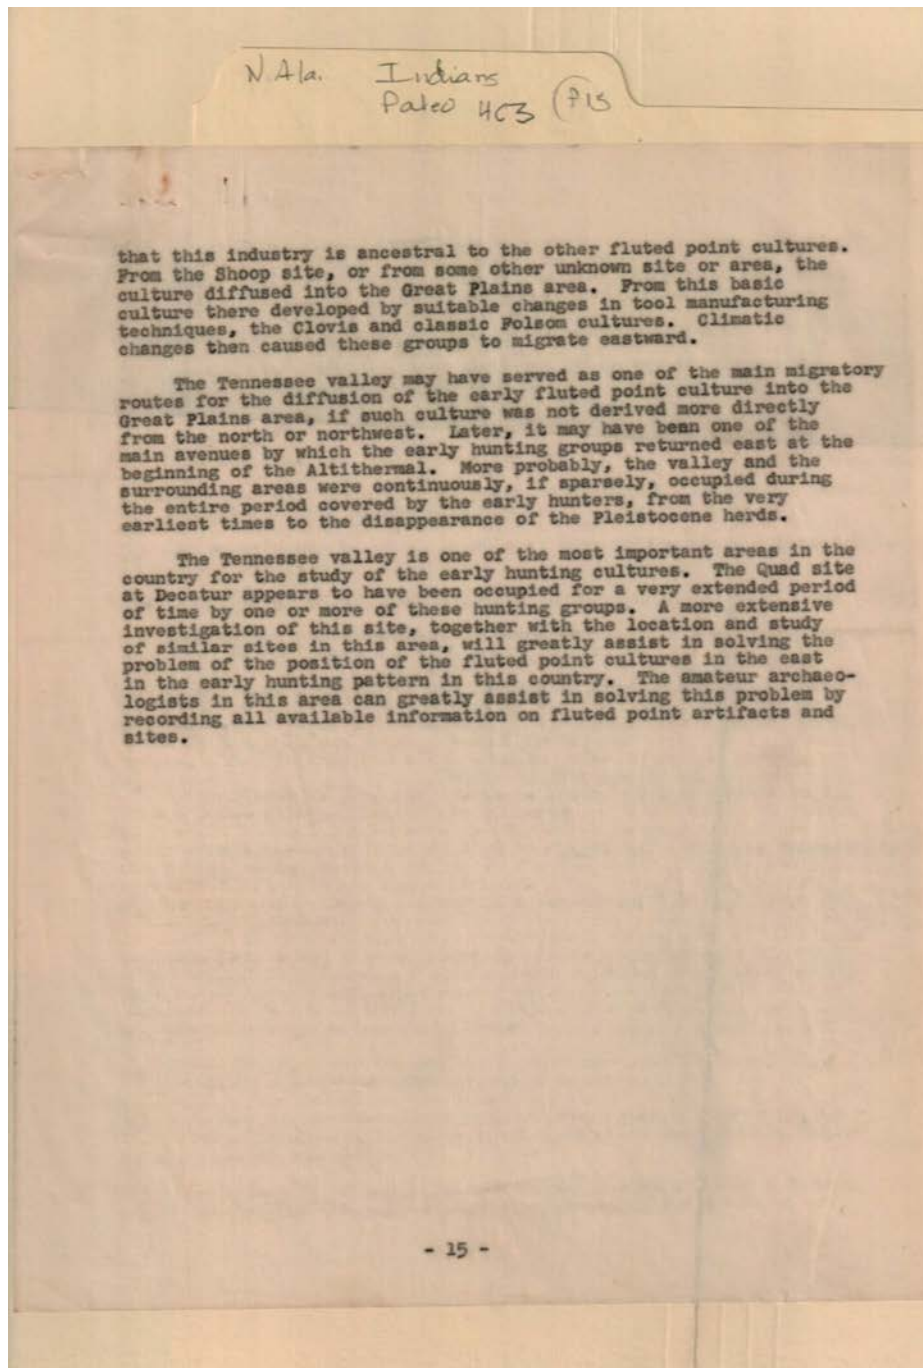 N Ala. Indians
Paleo 4C3 (P15
that this industry is ancestral to the other fluted point cultures.
From the Shoop site, or from some other unknown site or area, the
culture diffused into the Great Plains area. From this basic
culture there developed by suitable changes in tool manufacturing
techniques, the Clovis and classic Folsom cultures. Climatic
changes then caused these groups to migrate eastward.
The Tennessee valley may have served as one of the main migratory
routes for the diffusion of the early fluted point culture into the
Great Plains area, if such culture was not derived more directly
from the north or northwest. Later, it may have been one of the
main avenues by which the early hunting groups returned east at the
beginning of the Altithermal. More probably, the valley and the
surrounding areas were continuously, if sparsely, occupied during
the entire period covered by the early hunters, from the very
earliest times to the disappearance of the Pleistocene herds.
The Tennessee valley is one of the most important areas in the
country for the study of the early hunting cultures. The Quad site
at Decatur appears to have been occupied for a very extended period
of time by one or more of these hunting groups. A more extensive
investigation of this site, together with the location and study
of similar sites in this area, will greatly assist in solving the
problem of the position of the fluted point cultures in the east
in the early hunting pattern in this country. The amateur archaeo-
logists in this area can greatly assist in solving this problem by
recording all available information on fluted point artifacts and
sites.
- 15 -